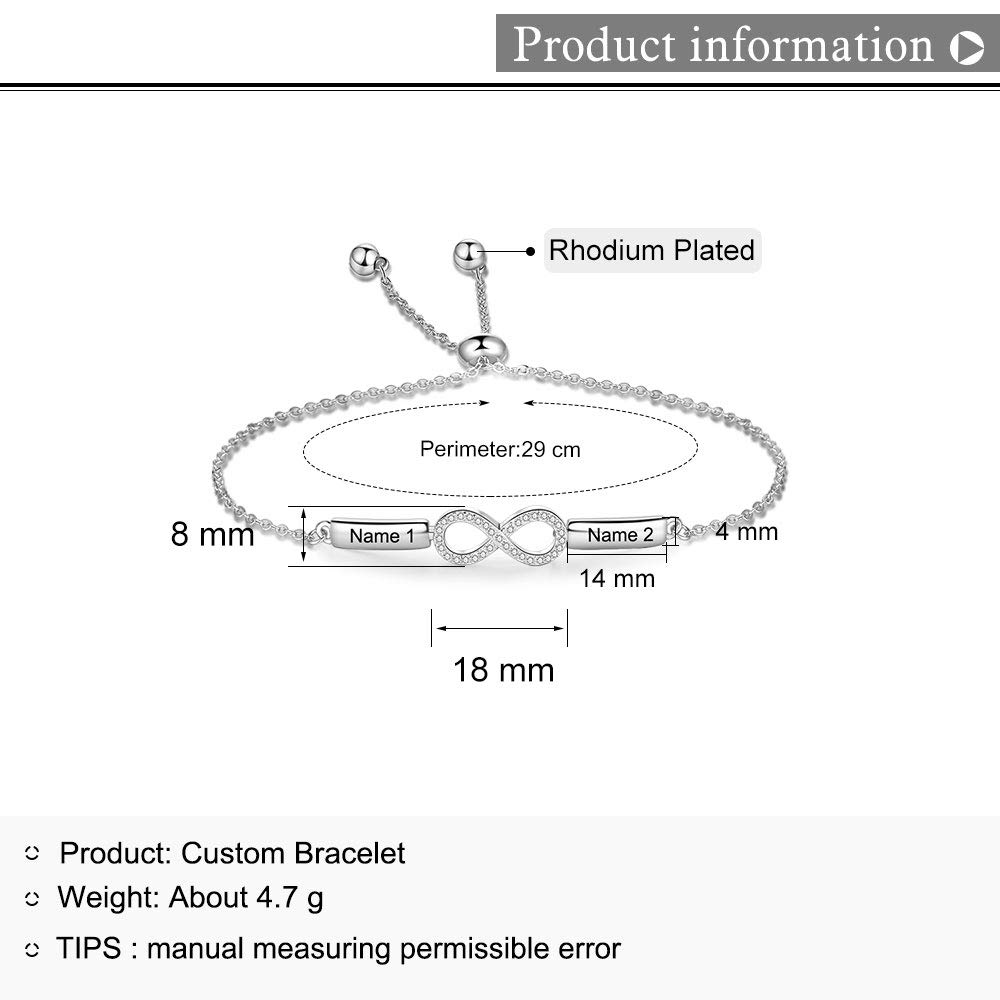 Product information
Rhodium Plated
Perimeter:29 cm
8 mm
Name 1
Name 2
4 mm
14 mm
18 mm
Product: Custom Bracelet
Weight: About 4.7 g
TIPS : manual measuring permissible error